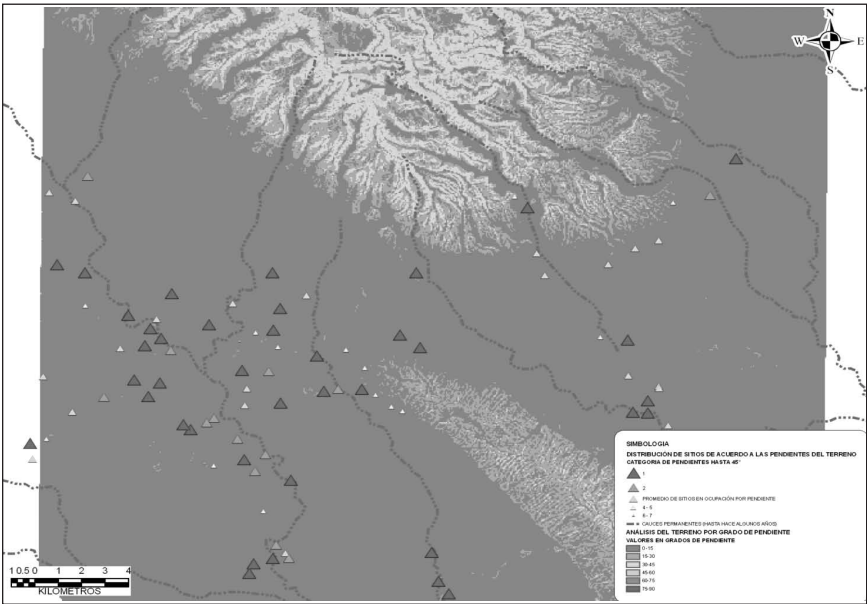 N
W E
S
SIMBOLOGIA
DISTRIBUCIÓN DE SITIOS DE ACUERDO A LAS PENDIENTES DEL TERRENO
CATEGORIA DE PENDIENTES HASTA 45°
1
2
PROMEDIO DE SITIOS EN OCUPACIÓN POR PENDIENTE
4 - 5
6 - 7
CAUCES PERMANENTES (HASTA HACE ALGUNOS AÑOS)
ANÁLISIS DEL TERRENO POR GRADO DE PENDIENTE
VALORES EN GRADOS DE PENDIENTE
0-15
15-30
30-45
45-60
60-75
75-90
1 0.5 0 1 2 3 4
KILOMETROS